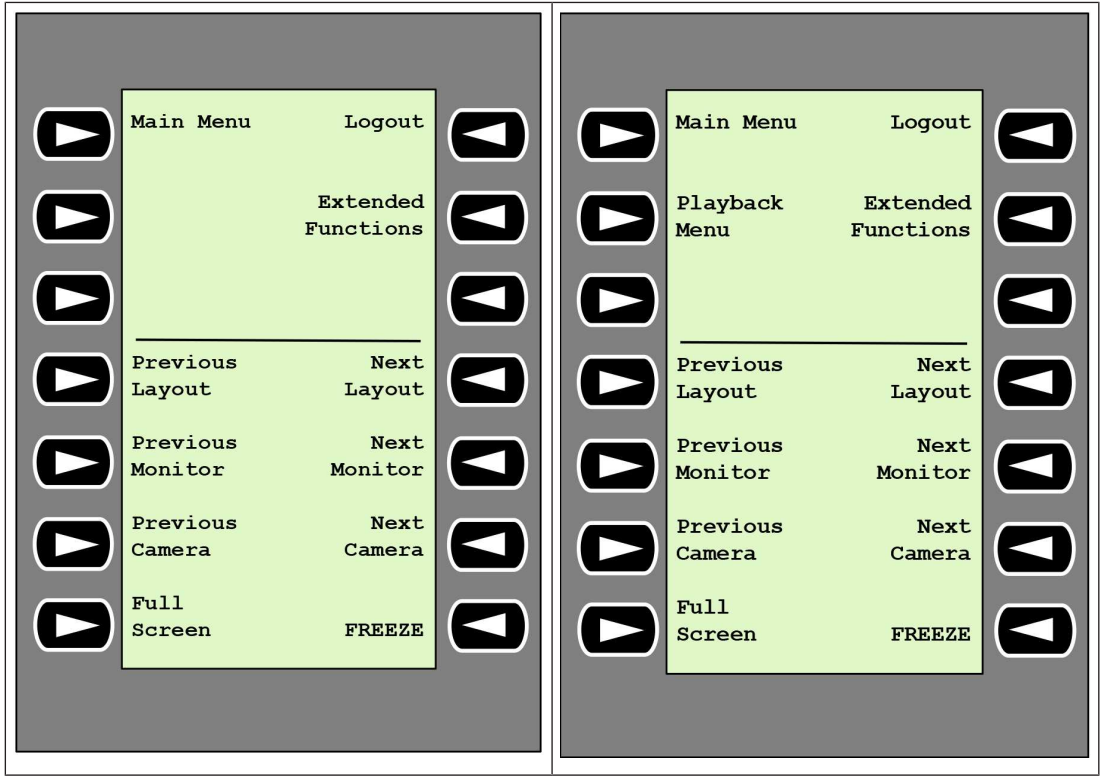 Main Menu Logout
Extended
Functions
Previous Next
Layout Layout
Previous Next
Monitor Monitor
Previous Next
Camera Camera
Full
Screen FREEZE
Main Menu Logout
Playback Extended
Menu Functions
Previous Next
Layout Layout
Previous Next
Monitor Monitor
Previous Next
Camera Camera
Full
Screen FREEZE